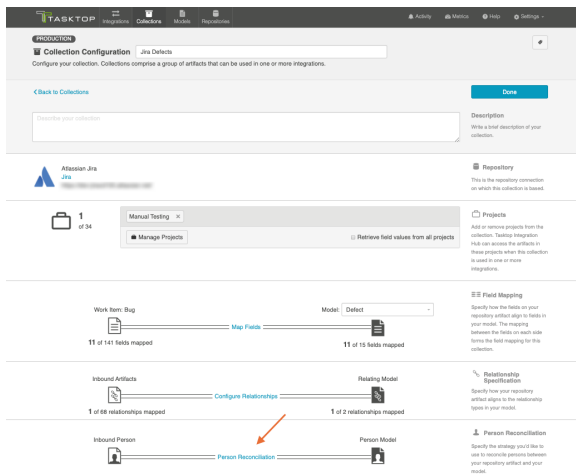 TASKTOP
Integrations
Collections
Models
Repositories
Activity
Metrics
Help
Settings
PRODUCTION
Collection Configuration
Jira Defects
Configure your collection. Collections comprise a group of artifacts that can be used in one or more integrations.
Back to Collections
Done
Describe your collection
Description
Write a brief description of your
collection.
Atlassian Jira
Jira
Repository
This is the repository connection
on which this collection is based.
1
of 34
Manual Testing ×
Manage Projects
Retrieve field values from all projects
Projects
Add or remove projects from the
collection. Tasktop Integration
Hub can access the artifacts in
these projects when this collection
is used in one or more
integrations.
Work Item: Bug
Model: Defect
Map Fields
11 of 141 fields mapped
11 of 15 fields mapped
Field Mapping
Specify how the fields on your
repository artifact align to fields in
your model. The mapping
between the fields on each side
forms the field mapping for this
collection.
Inbound Artifacts
Relating Model
Configure Relationships
1 of 68 relationships mapped
1 of 2 relationships mapped
Relationship
Specification
Specify how your repository
artifact aligns to the relationship
types in your model.
Inbound Person
Person Model
Person Reconciliation
Person Reconciliation
Specify the strategy you'd like to
use to reconcile persons between
your repository artifact and your
model.